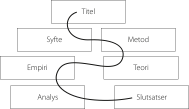 Titel
Syfte Metod
Empiri Teori
Analys Slutsatser